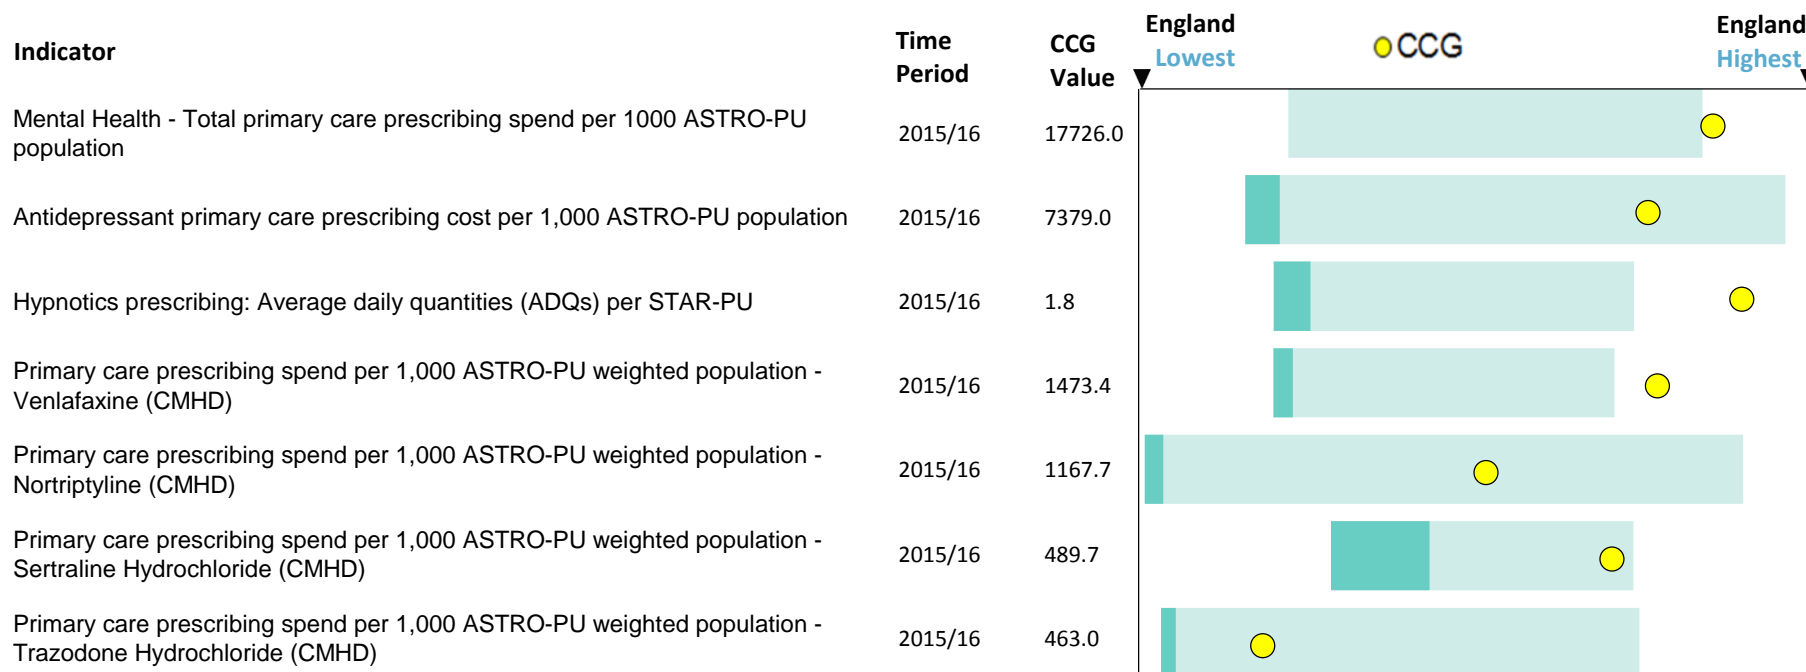 Indicator
Time
Period
CCG
Value
England
Lowest
CCG
England
Highest
Mental Health - Total primary care prescribing spend per 1000 ASTRO-PU
population
2015/16
17726.0
Antidepressant primary care prescribing cost per 1,000 ASTRO-PU population
2015/16
7379.0
Hypnotics prescribing: Average daily quantities (ADQs) per STAR-PU
2015/16
1.8
Primary care prescribing spend per 1,000 ASTRO-PU weighted population -
Venlafaxine (CMHD)
2015/16
1473.4
Primary care prescribing spend per 1,000 ASTRO-PU weighted population -
Nortriptyline (CMHD)
2015/16
1167.7
Primary care prescribing spend per 1,000 ASTRO-PU weighted population -
Sertraline Hydrochloride (CMHD)
2015/16
489.7
Primary care prescribing spend per 1,000 ASTRO-PU weighted population -
Trazodone Hydrochloride (CMHD)
2015/16
463.0